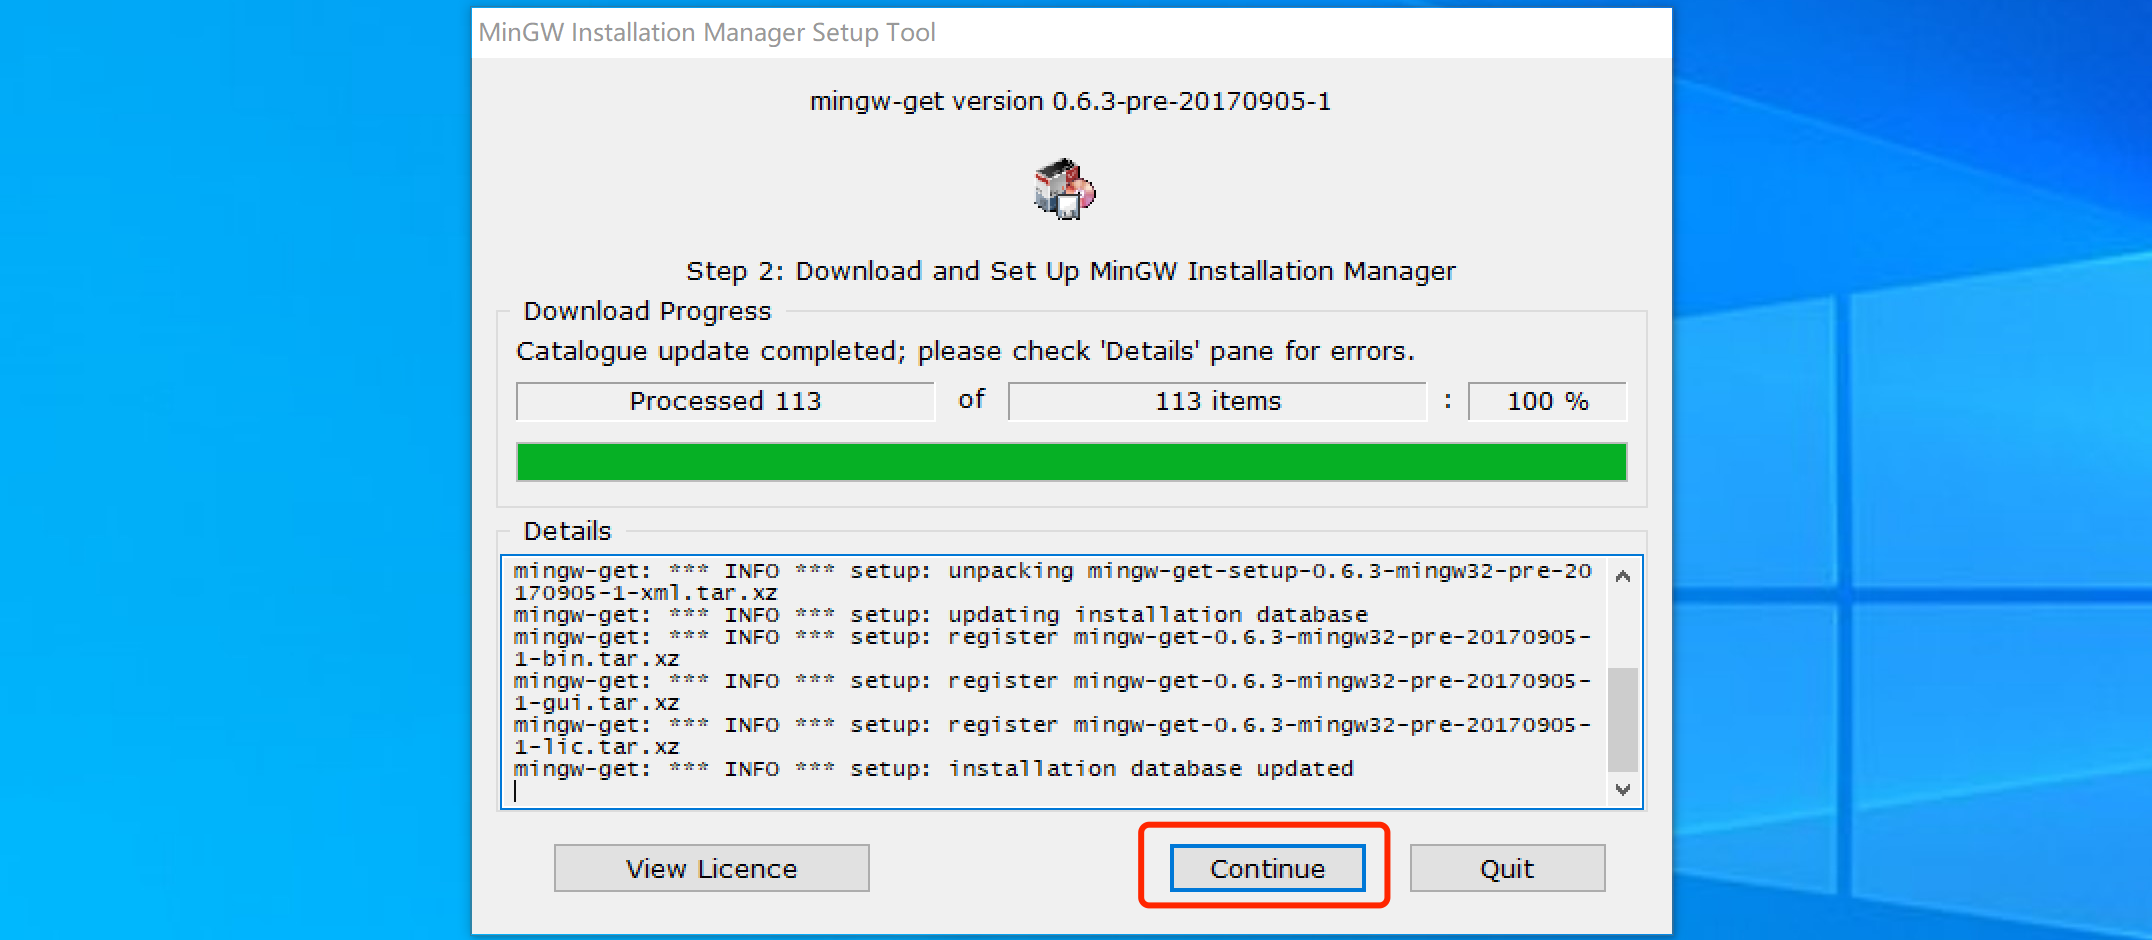 MinGW Installation Manager Setup Tool
mingw-get version 0.6.3-pre-20170905-1
Step 2: Download and Set Up MinGW Installation Manager
Download Progress
Catalogue update completed; please check 'Details' pane for errors.
Processed 113 of 113 items : 100 %
Details
mingw-get: *** INFO *** setup: unpacking mingw-get-setup-0.6.3-mingw32-pre-20
170905-1-xml.tar.xz
mingw-get: *** INFO *** setup: updating installation database
mingw-get: *** INFO *** setup: register mingw-get-0.6.3-mingw32-pre-20170905-
1-bin.tar.xz
mingw-get: *** INFO *** setup: register mingw-get-0.6.3-mingw32-pre-20170905-
1-gui.tar.xz
mingw-get: *** INFO *** setup: register mingw-get-0.6.3-mingw32-pre-20170905-
1-lic.tar.xz
mingw-get: *** INFO *** setup: installation database updated
View Licence Continue Quit